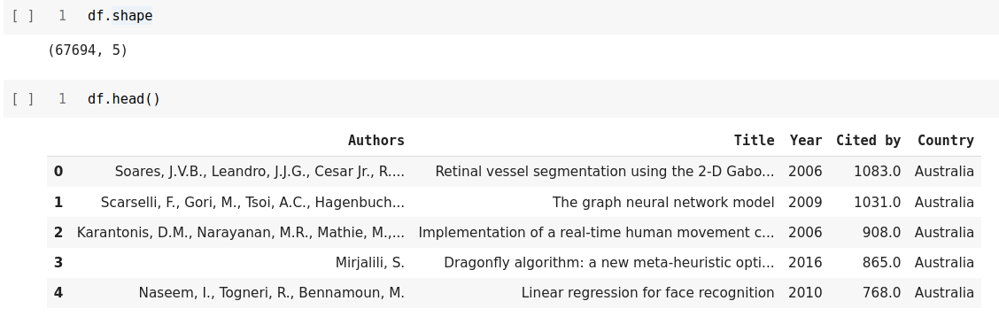 [ ] 1 df.shape
(67694, 5)
[ ] 1 df.head()
Authors Title Year Cited by Country
0 Soares, J.V.B., Leandro, J.J.G., Cesar Jr., R.... Retinal vessel segmentation using the 2-D Gabo... 2006 1083.0 Australia
1 Scarselli, F., Gori, M., Tsoi, A.C., Hagenbuch... The graph neural network model 2009 1031.0 Australia
2 Karantonis, D.M., Narayanan, M.R., Mathie, M.,... Implementation of a real-time human movement c... 2006 908.0 Australia
3 Mirjalili, S. Dragonfly algorithm: a new meta-heuristic opti... 2016 865.0 Australia
4 Naseem, I., Togneri, R., Bennamoun, M. Linear regression for face recognition 2010 768.0 Australia